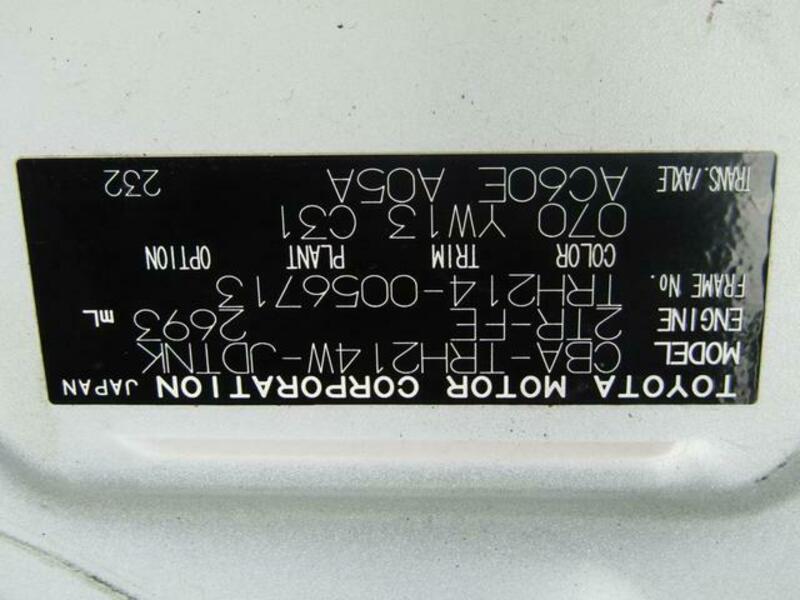 TOYOTA MOTOR CORPORATION JAPAN
MODEL CBA-TRH214W-JDTNK
ENGINE 2TR-FE 2693 mL
FRAME No. TRH214-0056713
COLOR TRIM PLANT OPTION
070 YW13 C31
TRANS./AXLE AC60E A05A 232